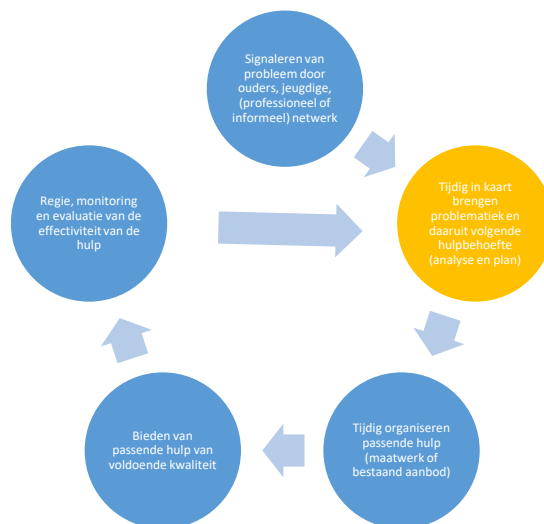 Signaleren van
probleem door
ouders, jeugdige,
(professioneel of
informeel) netwerk
Tijdig in kaart
brengen
problematiek en
daaruit volgende
hulpbehoefte
(analyse en plan)
Tijdig organiseren
passende hulp
(maatwerk of
bestaand aanbod)
Bieden van
passende hulp van
voldoende kwaliteit
Regie, monitoring
en evaluatie van de
effectiviteit van de
hulp